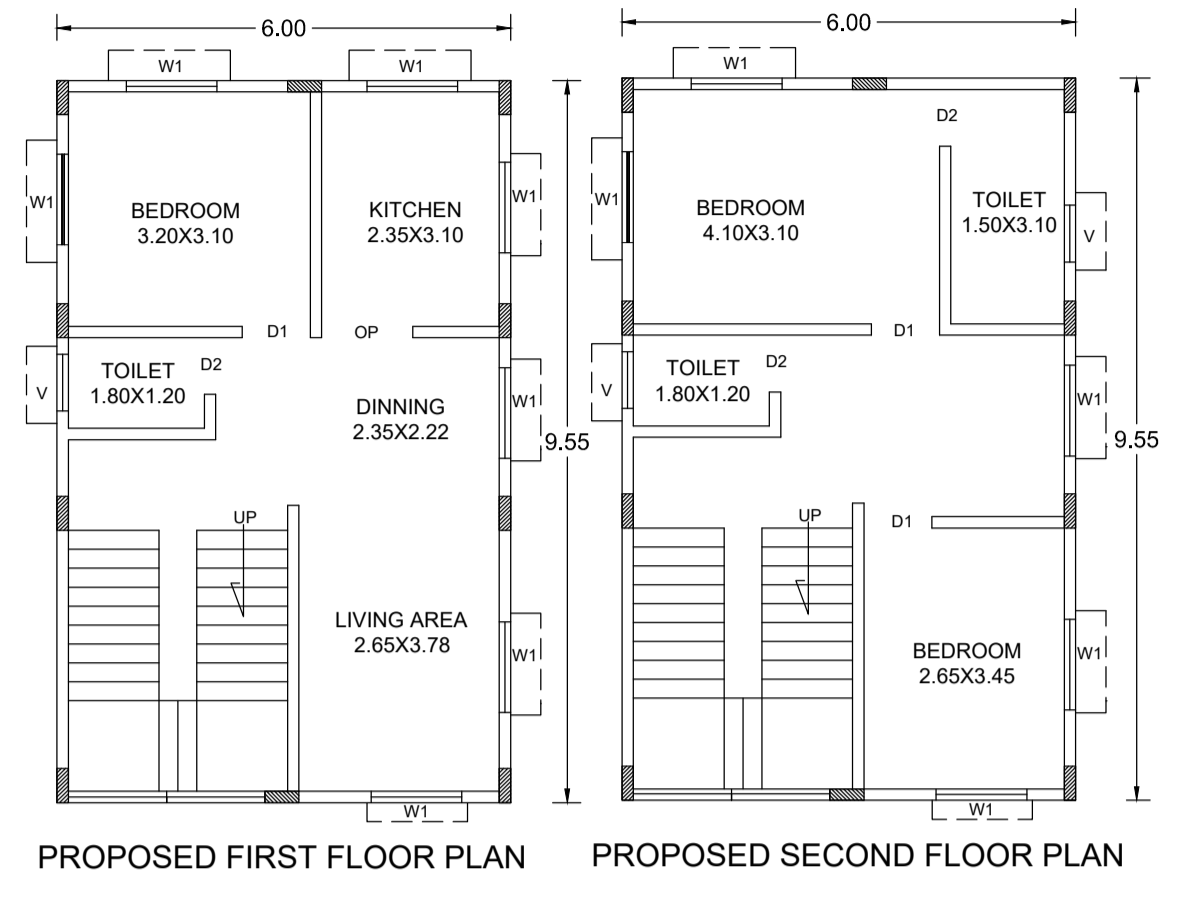 6.00
W1
W1
W1
BEDROOM
3.20X3.10
KITCHEN
2.35X3.10
W1
D1
OP
TOILET
1.80X1.20
D2
V
DINNING
2.35X2.22
W1
9.55
UP
LIVING AREA
2.65X3.78
W1
W1
PROPOSED FIRST FLOOR PLAN
6.00
W1
D2
W1
BEDROOM
4.10X3.10
TOILET
1.50X3.10
V
D1
TOILET
1.80X1.20
D2
V
W1
9.55
UP
D1
BEDROOM
2.65X3.45
W1
W1
PROPOSED SECOND FLOOR PLAN